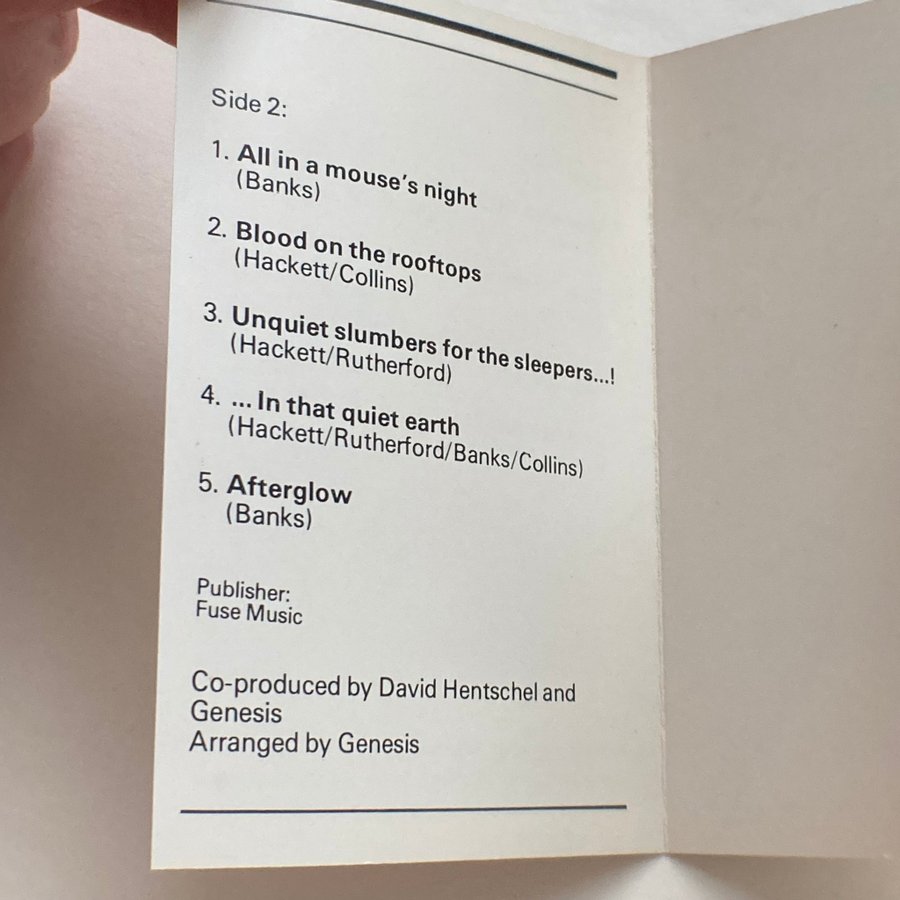 Side 2:
1. All in a mouse's night
(Banks)
2. Blood on the rooftops
(Hackett/Collins)
3. Unquiet slumbers for the sleepers...!
(Hackett/Rutherford)
4. ... In that quiet earth
(Hackett/Rutherford/Banks/Collins)
5. Afterglow
(Banks)
Publisher:
Fuse Music
Co-produced by David Hentschel and
Genesis
Arranged by Genesis